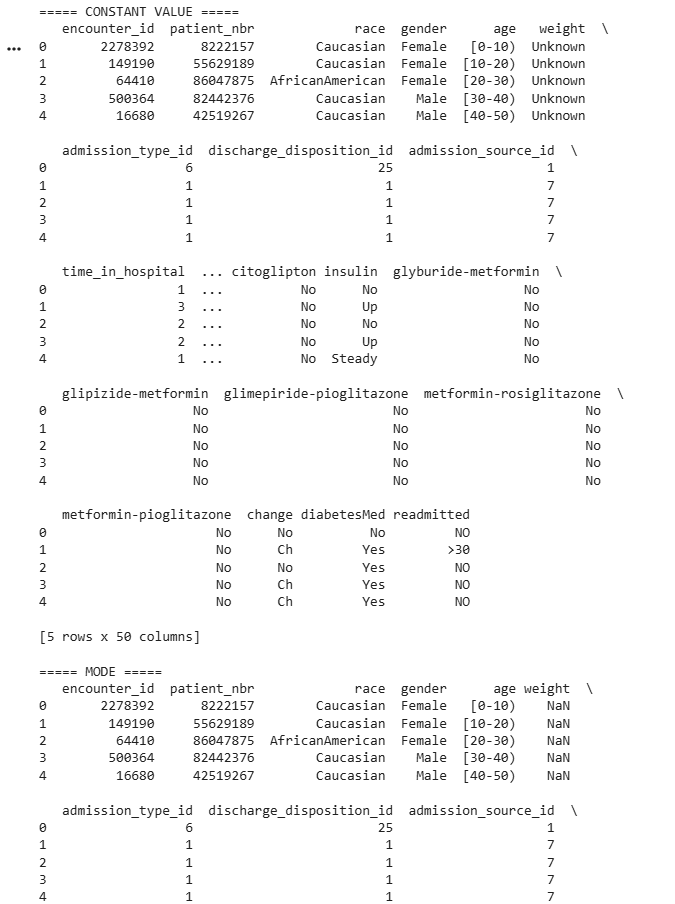 ===== CONSTANT VALUE =====
   encounter_id  patient_nbr             race  gender      age   weight  \
0       2278392      8222157        Caucasian  Female   [0-10)  Unknown
1        149190     55629189        Caucasian  Female  [10-20)  Unknown
2         64410     86047875  AfricanAmerican  Female  [20-30)  Unknown
3        500364     82442376        Caucasian    Male  [30-40)  Unknown
4         16680     42519267        Caucasian    Male  [40-50)  Unknown
   admission_type_id  discharge_disposition_id  admission_source_id  \
0                  6                        25                    1
1                  1                         1                    7
2                  1                         1                    7
3                  1                         1                    7
4                  1                         1                    7
   time_in_hospital  ... citoglipton insulin  glyburide-metformin  \
0                 1  ...          No      No                   No
1                 3  ...          No      Up                   No
2                 2  ...          No      No                   No
3                 2  ...          No      Up                   No
4                 1  ...          No  Steady                   No
   glipizide-metformin  glimepiride-pioglitazone  metformin-rosiglitazone  \
0                   No                        No                       No
1                   No                        No                       No
2                   No                        No                       No
3                   No                        No                       No
4                   No                        No                       No
   metformin-pioglitazone  change diabetesMed readmitted
0                      No      No          No         NO
1                      No      Ch         Yes        >30
2                      No      No         Yes         NO
3                      No      Ch         Yes         NO
4                      No      Ch         Yes         NO
[5 rows x 50 columns]
===== MODE =====
   encounter_id  patient_nbr             race  gender      age weight  \
0       2278392      8222157        Caucasian  Female   [0-10)    NaN
1        149190     55629189        Caucasian  Female  [10-20)    NaN
2         64410     86047875  AfricanAmerican  Female  [20-30)    NaN
3        500364     82442376        Caucasian    Male  [30-40)    NaN
4         16680     42519267        Caucasian    Male  [40-50)    NaN
   admission_type_id  discharge_disposition_id  admission_source_id  \
0                  6                        25                    1
1                  1                         1                    7
2                  1                         1                    7
3                  1                         1                    7
4                  1                         1                    7